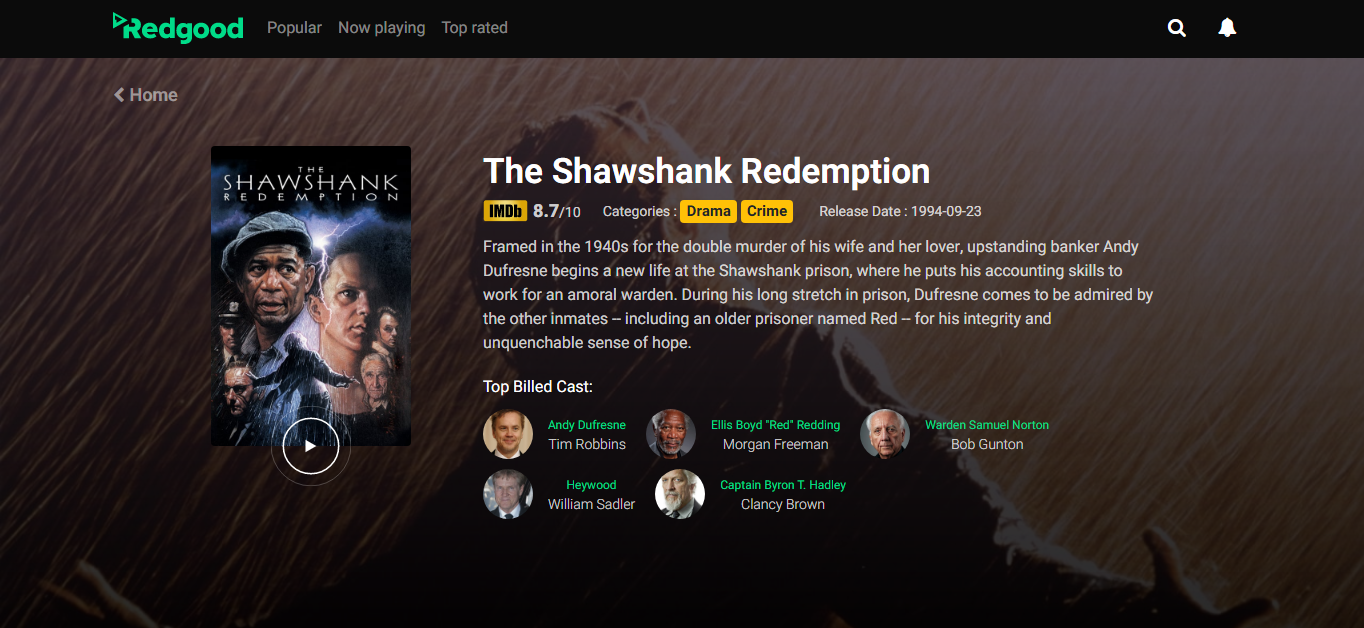 Redgood
Popular
Now playing
Top rated
Home
THE
SHAWSHANK
REDEMPTION
The Shawshank Redemption
IMDb 8.7/10 Categories : Drama Crime Release Date : 1994-09-23
Framed in the 1940s for the double murder of his wife and her lover, upstanding banker Andy
Dufresne begins a new life at the Shawshank prison, where he puts his accounting skills to
work for an amoral warden. During his long stretch in prison, Dufresne comes to be admired by
the other inmates -- including an older prisoner named Red -- for his integrity and
unquenchable sense of hope.
Top Billed Cast:
Andy Dufresne
Tim Robbins
Ellis Boyd "Red" Redding
Morgan Freeman
Warden Samuel Norton
Bob Gunton
Heywood
William Sadler
Captain Byron T. Hadley
Clancy Brown